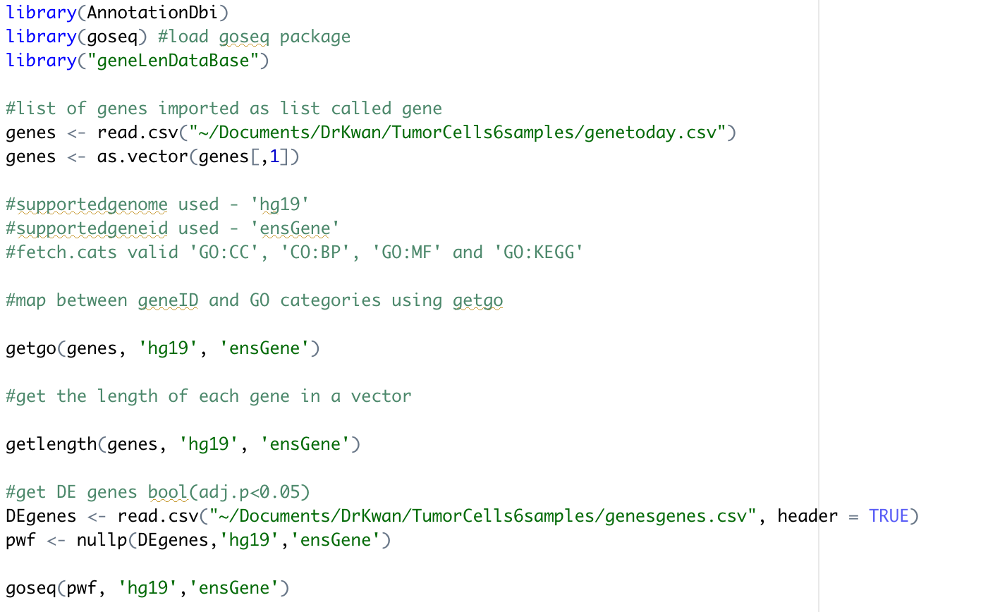 library(AnnotationDbi)
library(goseq) #load goseq package
library("geneLenDataBase")
#list of genes imported as list called gene
genes <- read.csv("~/Documents/DrKwan/TumorCells6samples/genetoday.csv")
genes <- as.vector(genes[,1])
#supportedgenome used - 'hg19'
#supportedgeneid used - 'ensGene'
#fetch.cats valid 'GO:CC', 'CO:BP', 'GO:MF' and 'GO:KEGG'
#map between geneID and GO categories using getgo
getgo(genes, 'hg19', 'ensGene')
#get the length of each gene in a vector
getlength(genes, 'hg19', 'ensGene')
#get DE genes bool(adj.p<0.05)
DEgenes <- read.csv("~/Documents/DrKwan/TumorCells6samples/genesgenes.csv", header = TRUE)
pwf <- nullp(DEgenes,'hg19','ensGene')
goseq(pwf, 'hg19','ensGene')